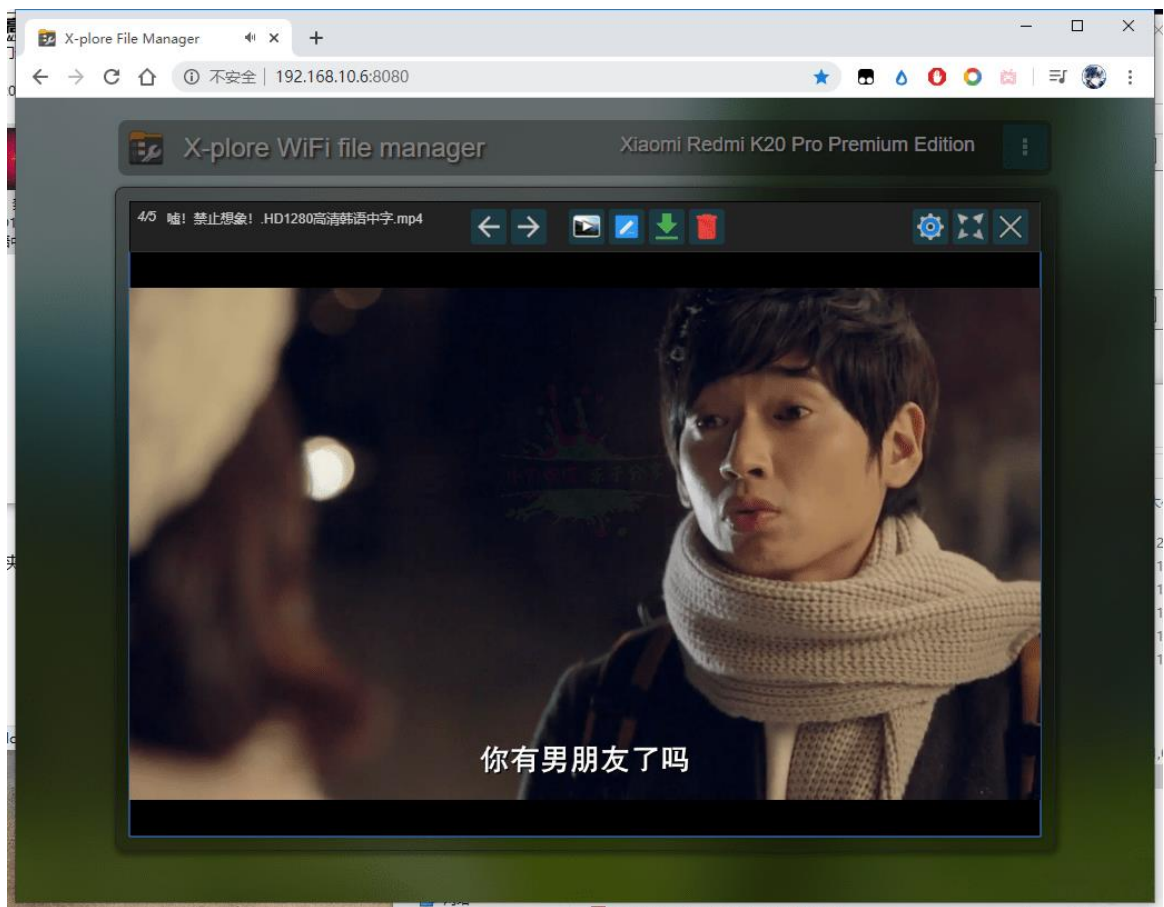 X-plore File Manager
不安全 | 192.168.10.6:8080
X-plore WiFi file manager
Xiaomi Redmi K20 Pro Premium Edition
4/5 嘘！禁止想象！.HD1280高清韩语中字.mp4
你有男朋友了吗